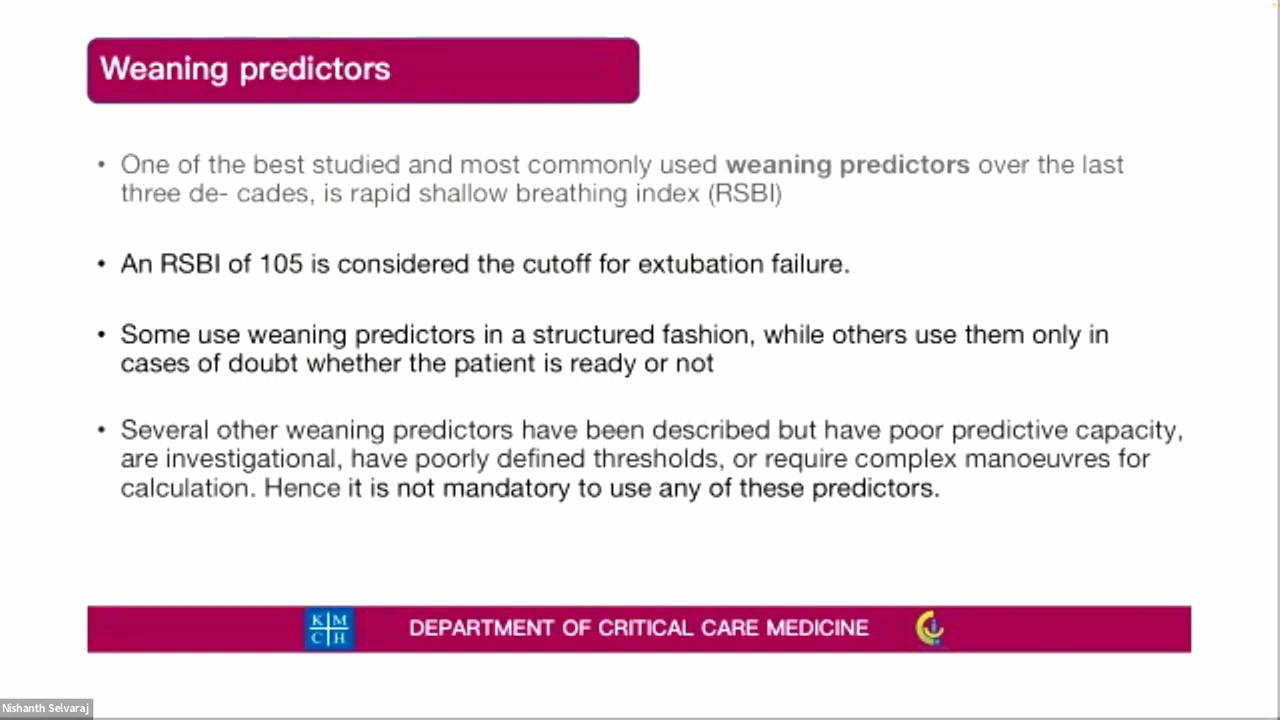 Weaning predictors
• One of the best studied and most commonly used weaning predictors over the last
three de- cades, is rapid shallow breathing index (RSBI)
• An RSBI of 105 is considered the cutoff for extubation failure.
• Some use weaning predictors in a structured fashion, while others use them only in
cases of doubt whether the patient is ready or not
• Several other weaning predictors have been described but have poor predictive capacity,
are investigational, have poorly defined thresholds, or require complex manoeuvres for
calculation. Hence it is not mandatory to use any of these predictors.
K M
C H
DEPARTMENT OF CRITICAL CARE MEDICINE
Nishanth Selvaraj